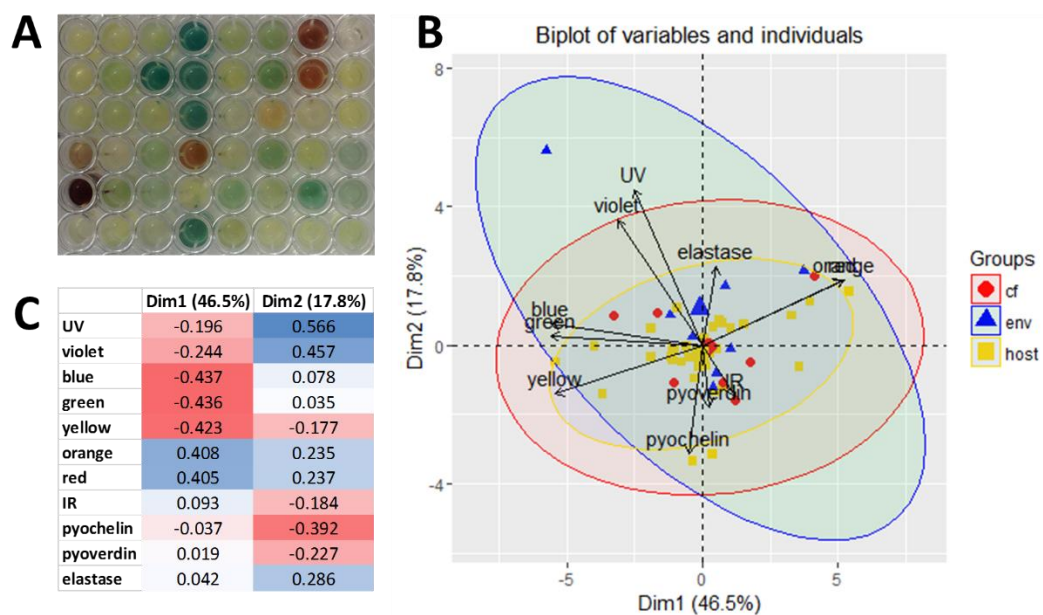 A
B
Biplot of variables and individuals
8
4
0
-4
Dim2 (17.8%)
UV
violet
elastase
orange
red
blue
green
yellow
IR
pyoverdin
pyochelin
-5
0
5
Dim1 (46.5%)
Groups
cf
env
host
C
Dim1 (46.5%) Dim2 (17.8%)
UV -0.196 0.566
violet -0.244 0.457
blue -0.437 0.078
green -0.436 0.035
yellow -0.423 -0.177
orange 0.408 0.235
red 0.405 0.237
IR 0.093 -0.184
pyochelin -0.037 -0.392
pyoverdin 0.019 -0.227
elastase 0.042 0.286